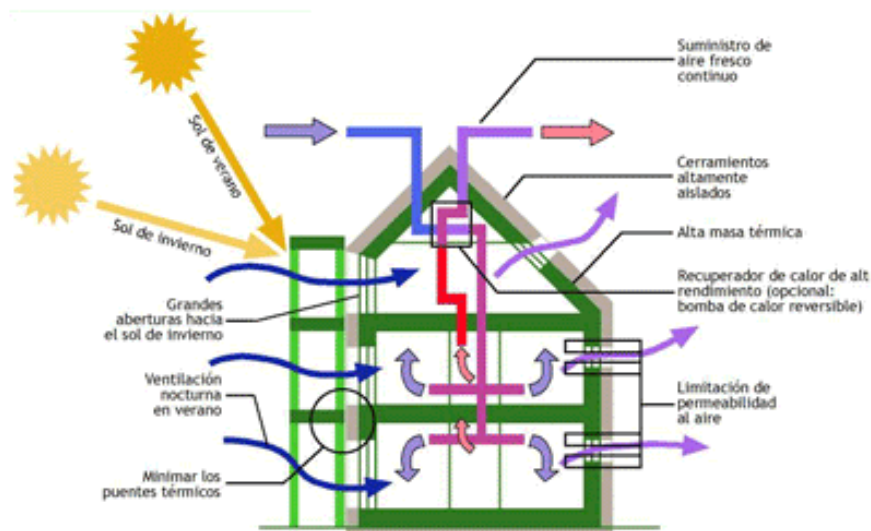 Suministro de
aire fresco
continuo
Sol de verano
Sol de invierno
Cerramientos
altamente
aislados
Alta masa térmica
Recuperador de calor de alt
rendimiento (opcional:
bomba de calor reversible)
Grandes
aberturas hacia
el sol de invierno
Ventilación
nocturna
en verano
Limitación de
permeabilidad
al aire
Minimar los
puentes térmicos